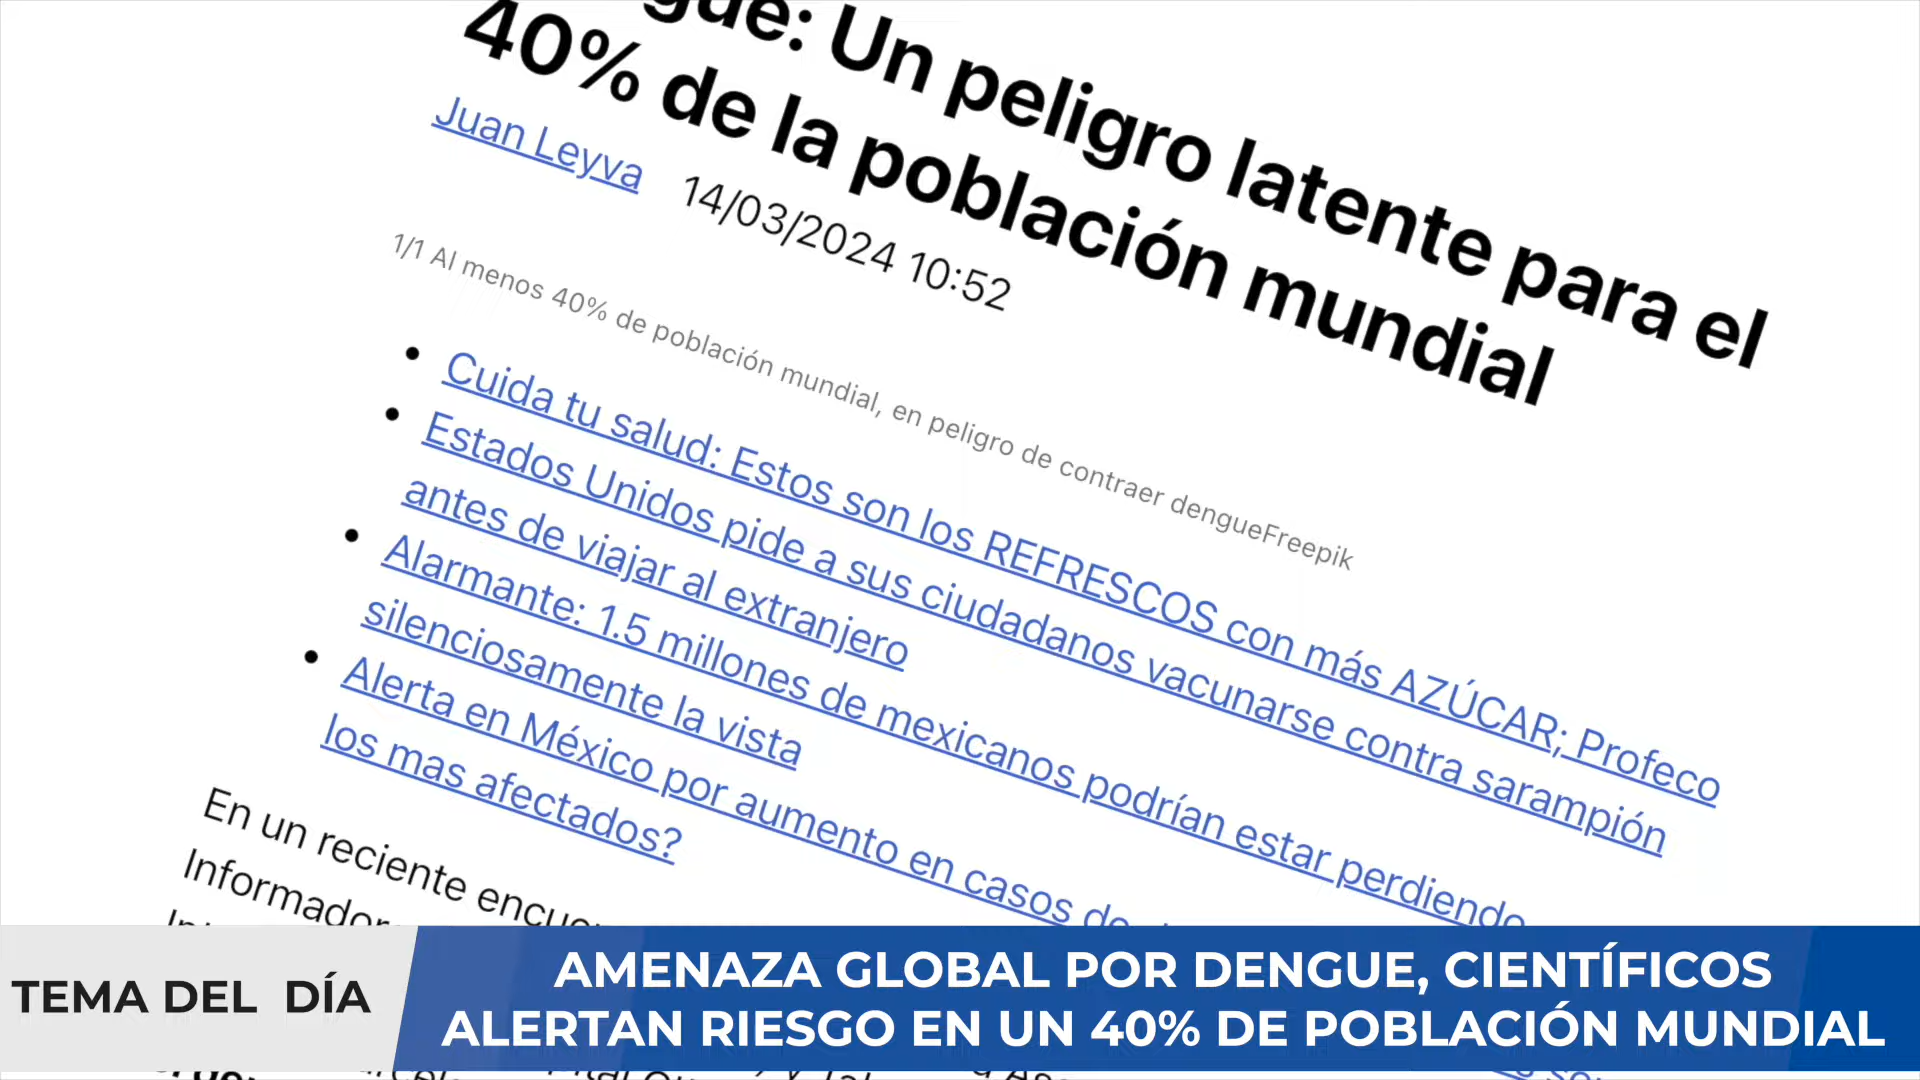 gue: Un peligro latente para el
40% de la población mundial
Juan Leyva 14/03/2024 10:52
1/1 Al menos 40% de población mundial, en peligro de contraer dengueFreepik
• Cuida tu salud: Estos son los REFRESCOS con más AZÚCAR; Profeco
• Estados Unidos pide a sus ciudadanos vacunarse contra sarampión
antes de viajar al extranjero
• Alarmante: 1.5 millones de mexicanos podrían estar perdiendo
silenciosamente la vista
• Alerta en México por aumento en casos de
los mas afectados?
En un reciente
Informador
TEMA DEL DÍA
AMENAZA GLOBAL POR DENGUE, CIENTÍFICOS
ALERTAN RIESGO EN UN 40% DE POBLACIÓN MUNDIAL